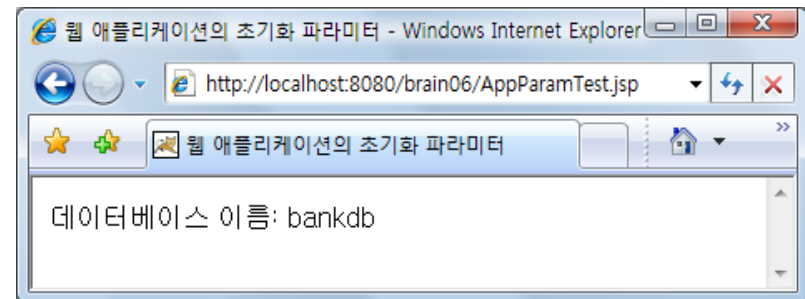 웹 애플리케이션의 초기화 파라미터 - Windows Internet Explorer
http://localhost:8080/brain06/AppParamTest.jsp
웹 애플리케이션의 초기화 파라미터
데이터베이스 이름: bankdb